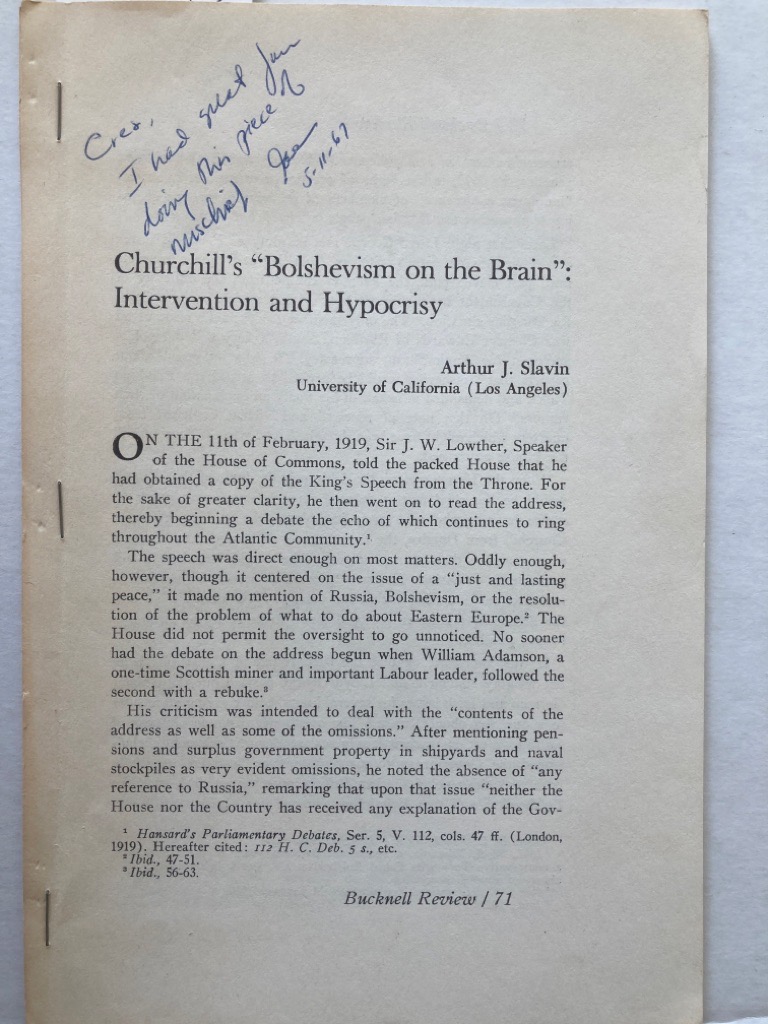 Cres,
I had great fun
doing this piece of
mischief
5-11-67
Churchill's “Bolshevism on the Brain”:
Intervention and Hypocrisy
Arthur J. Slavin
University of California (Los Angeles)
ON THE 11th of February, 1919, Sir J. W. Lowther, Speaker
of the House of Commons, told the packed House that he
had obtained a copy of the King's Speech from the Throne. For
the sake of greater clarity, he then went on to read the address,
thereby beginning a debate the echo of which continues to ring
throughout the Atlantic Community.¹
The speech was direct enough on most matters. Oddly enough,
however, though it centered on the issue of a “just and lasting
peace,” it made no mention of Russia, Bolshevism, or the resolu-
tion of the problem of what to do about Eastern Europe.² The
House did not permit the oversight to go unnoticed. No sooner
had the debate on the address begun when William Adamson, a
one-time Scottish miner and important Labour leader, followed the
second with a rebuke.³
His criticism was intended to deal with the “contents of the
address as well as some of the omissions.” After mentioning pen-
sions and surplus government property in shipyards and naval
stockpiles as very evident omissions, he noted the absence of “any
reference to Russia,” remarking that upon that issue “neither the
House nor the Country has received any explanation of the Gov-
¹ Hansard's Parliamentary Debates, Ser. 5, V. 112, cols. 47 ff. (London,
1919). Hereafter cited: 112 H. C. Deb. 5 s., etc.
² Ibid., 47-51.
³ Ibid., 56-63.
Bucknell Review / 71